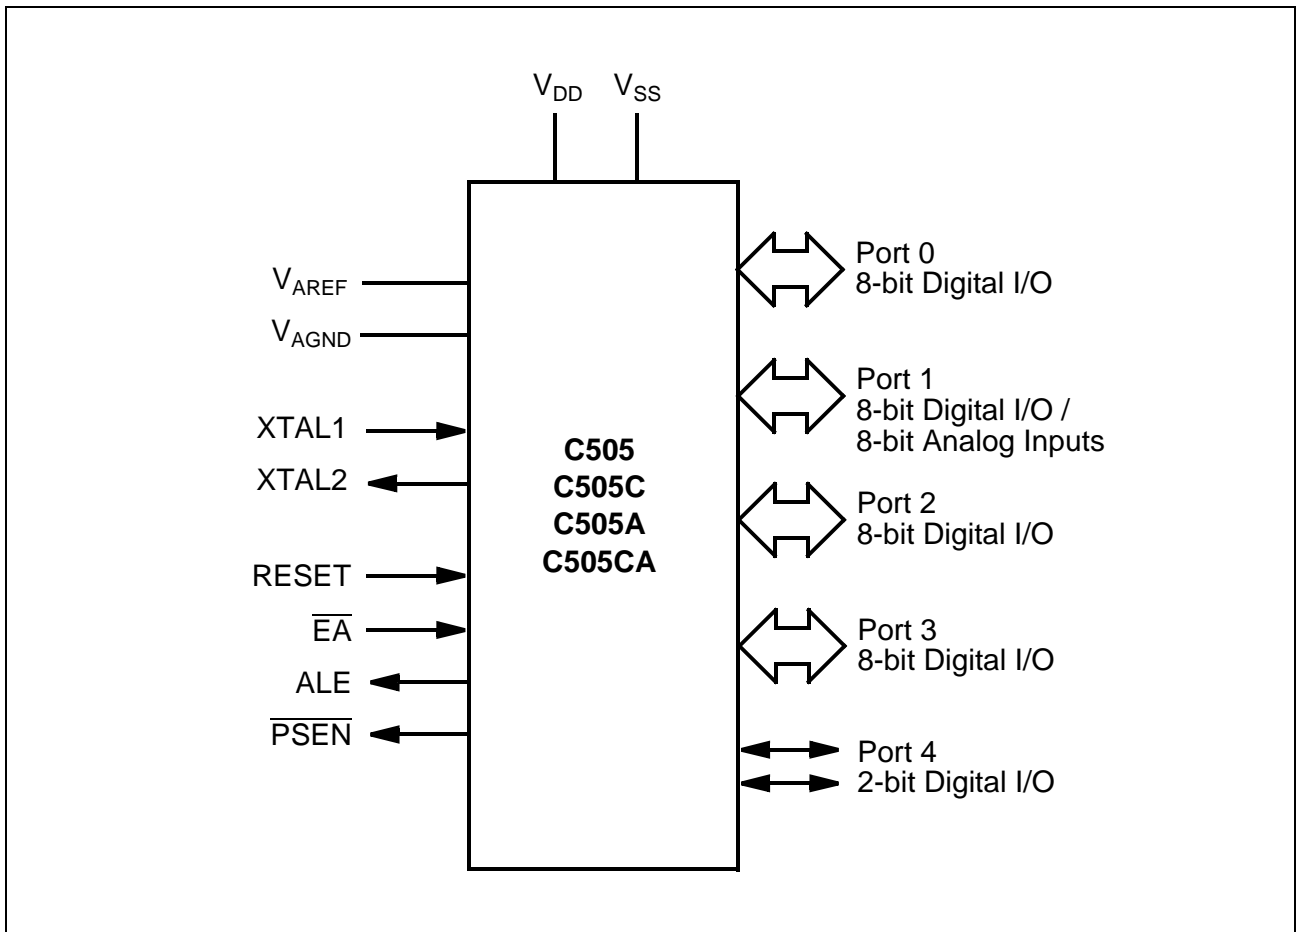 VDD VSS
VAREF
VAGND
XTAL1
XTAL2
RESET
E̅A̅
ALE
P̅S̅E̅N̅
C505
C505C
C505A
C505CA
Port 0
8-bit Digital I/O
Port 1
8-bit Digital I/O /
8-bit Analog Inputs
Port 2
8-bit Digital I/O
Port 3
8-bit Digital I/O
Port 4
2-bit Digital I/O